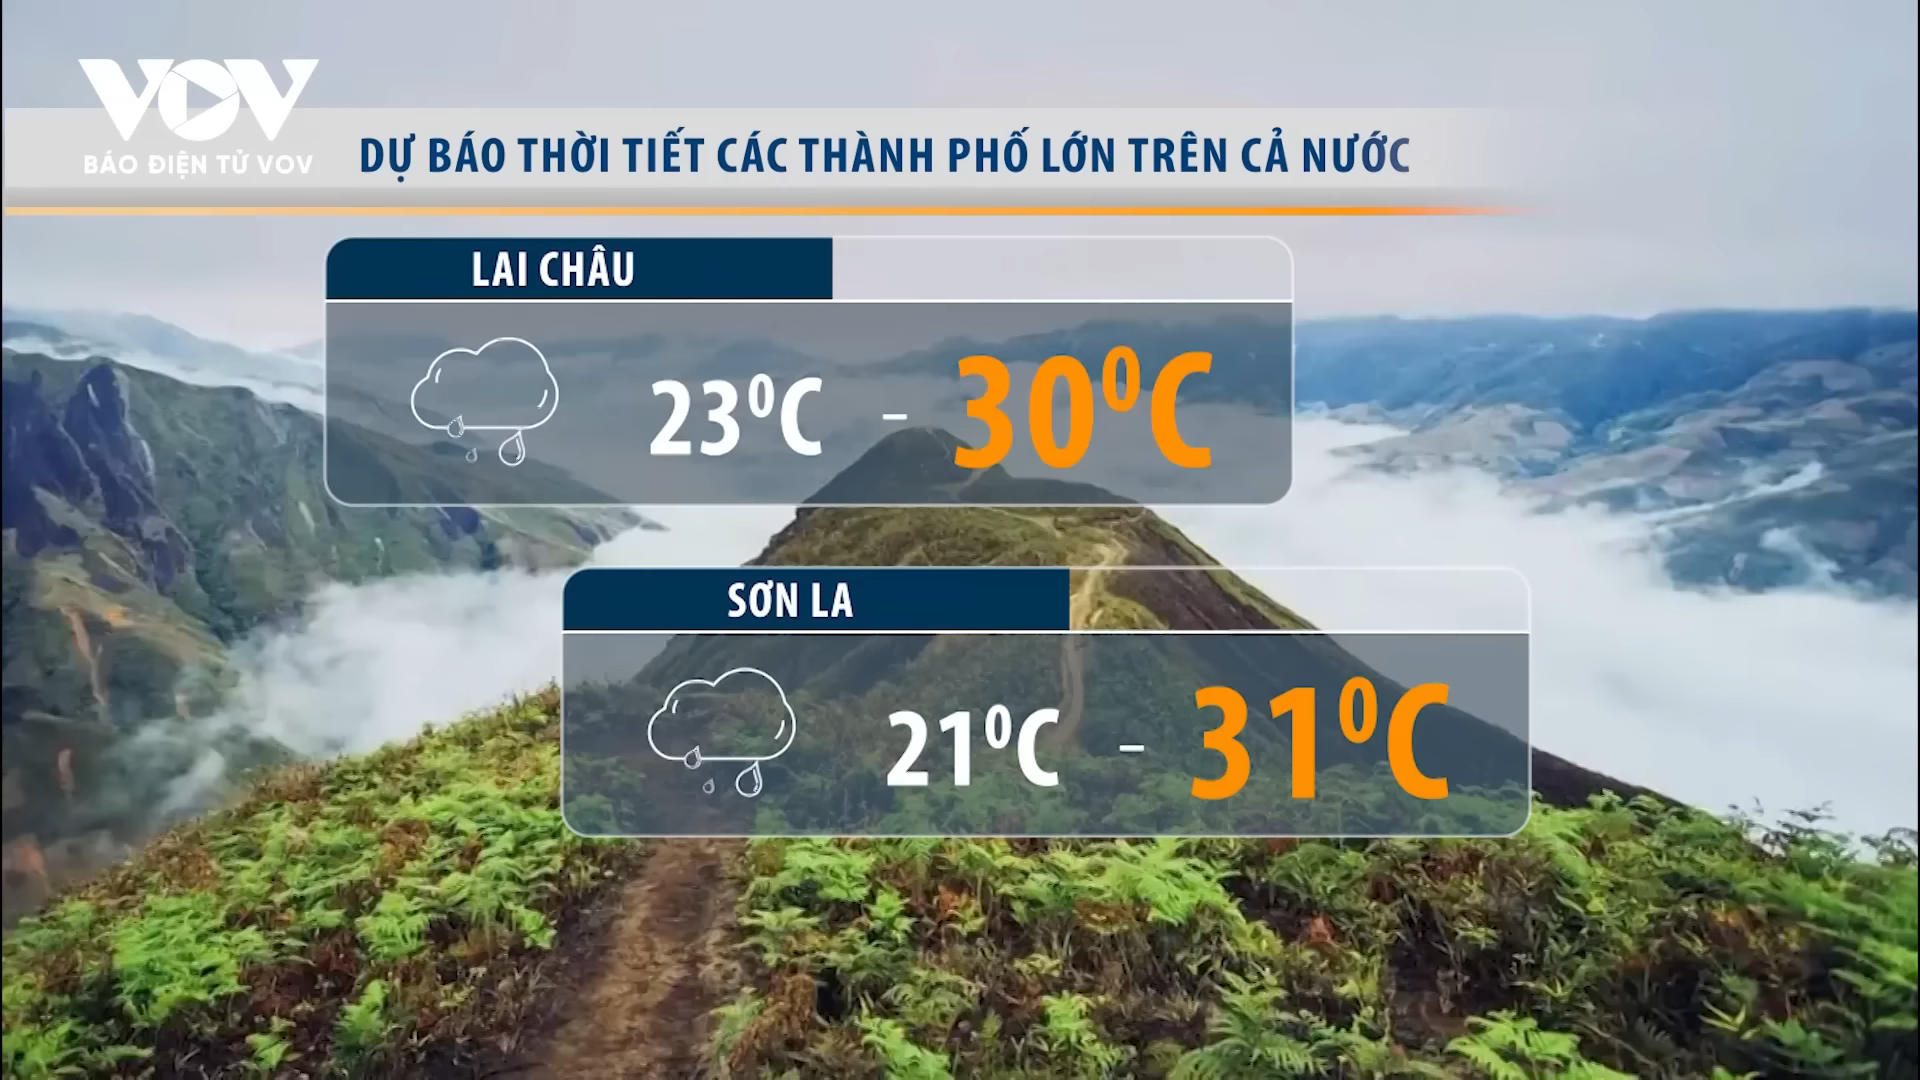 VOV
BÁO ĐIỆN TỬ VOV
DỰ BÁO THỜI TIẾT CÁC THÀNH PHỐ LỚN TRÊN CẢ NƯỚC
LAI CHÂU
23⁰C - 30⁰C
SƠN LA
21⁰C - 31⁰C